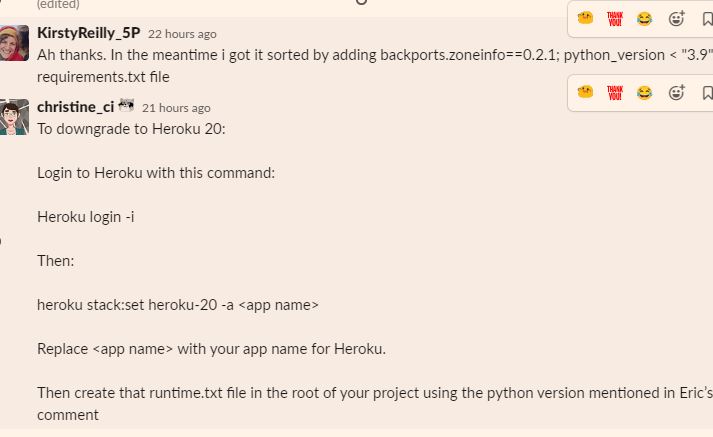 (edited)
KirstyReilly_5P 22 hours ago
THANK YOU!
Ah thanks. In the meantime i got it sorted by adding backports.zoneinfo==0.2.1; python_version < "3.9"
requirements.txt file
christine_ci 21 hours ago
THANK YOU!
To downgrade to Heroku 20:
Login to Heroku with this command:
Heroku login -i
Then:
heroku stack:set heroku-20 -a <app name>
Replace <app name> with your app name for Heroku.
Then create that runtime.txt file in the root of your project using the python version mentioned in Eric's
comment